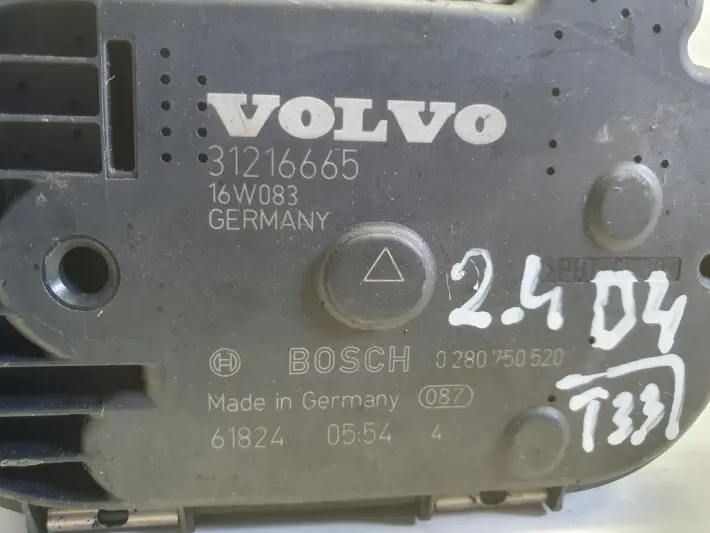 VOLVO
31216665
16W083
GERMANY
2.4 D4
BOSCH 0 280 750 520
Made in Germany 087
T33
61824 05:54 4